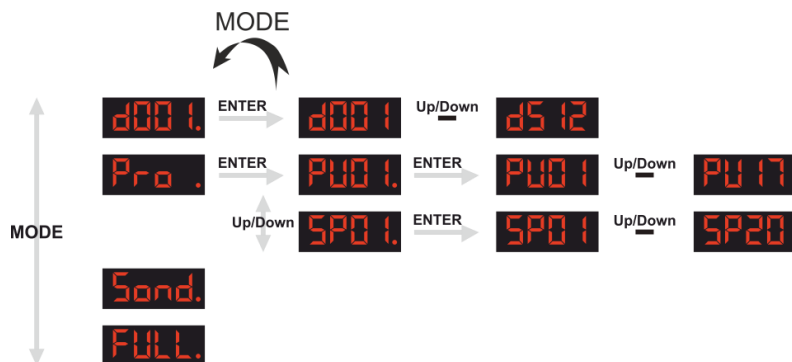 MODE
d001. ENTER d001 Up/Down d512
Pro . ENTER PU01. ENTER PU01 Up/Down PU17
MODE Up/Down SP01. ENTER SP01 Up/Down SP20
Sond.
FULL.